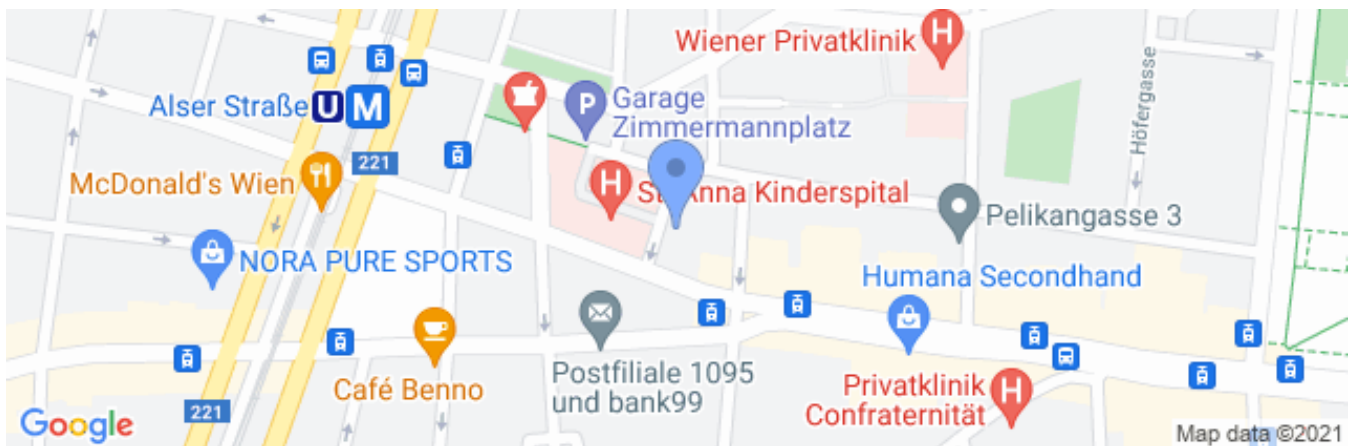 Wiener Privatklinik
H
Alser Straße
U
M
P
Garage
Zimmermannplatz
Höfergasse
221
McDonald's Wien
H
Anna Kinderspital
Pelikangasse 3
NORA PURE SPORTS
Humana Secondhand
Café Benno
Postfiliale 1095
und bank99
Privatklinik
Confraternität
H
221
Google
Map data ©2021